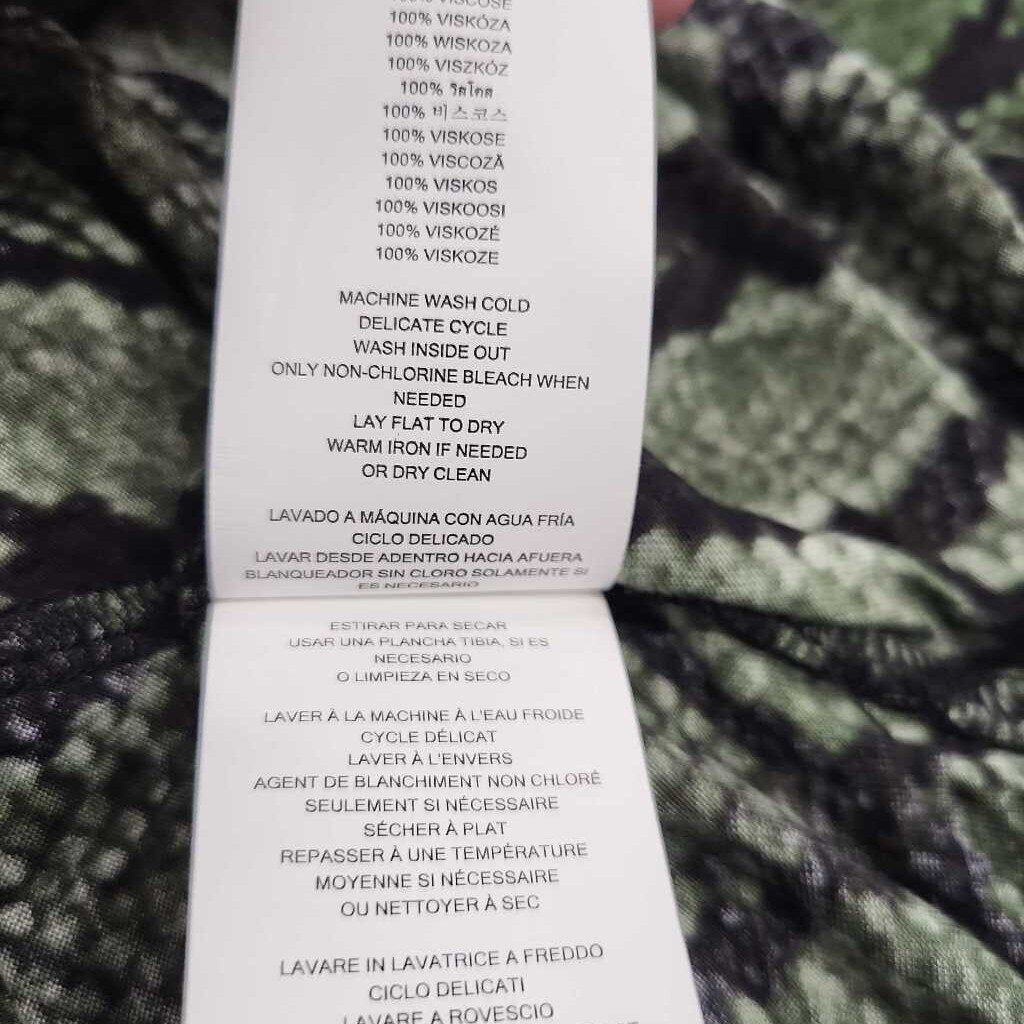 100% VISCOSE
100% VISKÓZA
100% WISKOZA
100% VISZKÓZ
100% วิสโคส
100% 비스코스
100% VISKOSE
100% VISCOZĂ
100% VISKOS
100% VISKOOSI
100% VISKOZÉ
100% VISKOZE
MACHINE WASH COLD
DELICATE CYCLE
WASH INSIDE OUT
ONLY NON-CHLORINE BLEACH WHEN
NEEDED
LAY FLAT TO DRY
WARM IRON IF NEEDED
OR DRY CLEAN
LAVADO A MÁQUINA CON AGUA FRÍA
CICLO DELICADO
LAVAR DESDE ADENTRO HACIA AFUERA
BLANQUEADOR SIN CLORO SOLAMENTE SI
ES NECESARIO
ESTIRAR PARA SECAR
USAR UNA PLANCHA TIBIA, SI ES
NECESARIO
O LIMPIEZA EN SECO
LAVER À LA MACHINE À L'EAU FROIDE
CYCLE DÉLICAT
LAVER À L'ENVERS
AGENT DE BLANCHIMENT NON CHLORÉ
SEULEMENT SI NÉCESSAIRE
SÉCHER À PLAT
REPASSER À UNE TEMPÉRATURE
MOYENNE SI NÉCESSAIRE
OU NETTOYER À SEC
LAVARE IN LAVATRICE A FREDDO
CICLO DELICATI
LAVARE A ROVESCIO